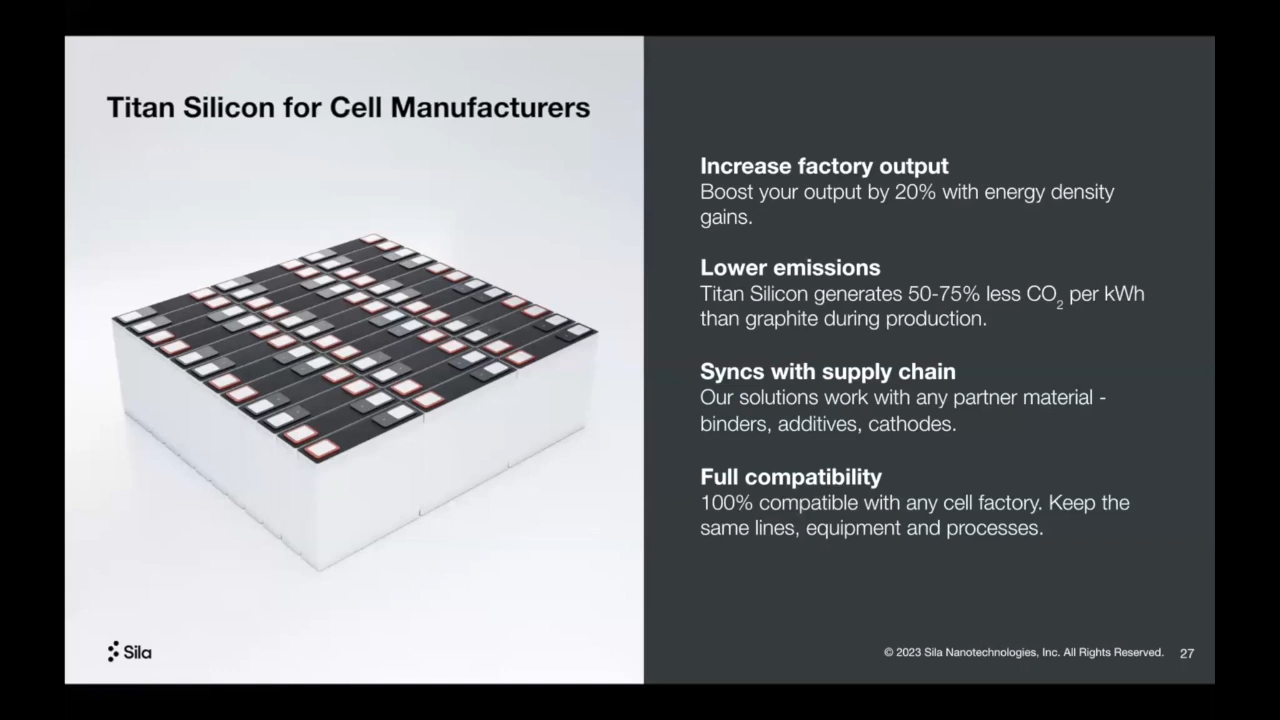 Titan Silicon for Cell Manufacturers
Increase factory output
Boost your output by 20% with energy density
gains.
Lower emissions
Titan Silicon generates 50-75% less CO₂ per kWh
than graphite during production.
Syncs with supply chain
Our solutions work with any partner material -
binders, additives, cathodes.
Full compatibility
100% compatible with any cell factory. Keep the
same lines, equipment and processes.
Sila
© 2023 Sila Nanotechnologies, Inc. All Rights Reserved. 27